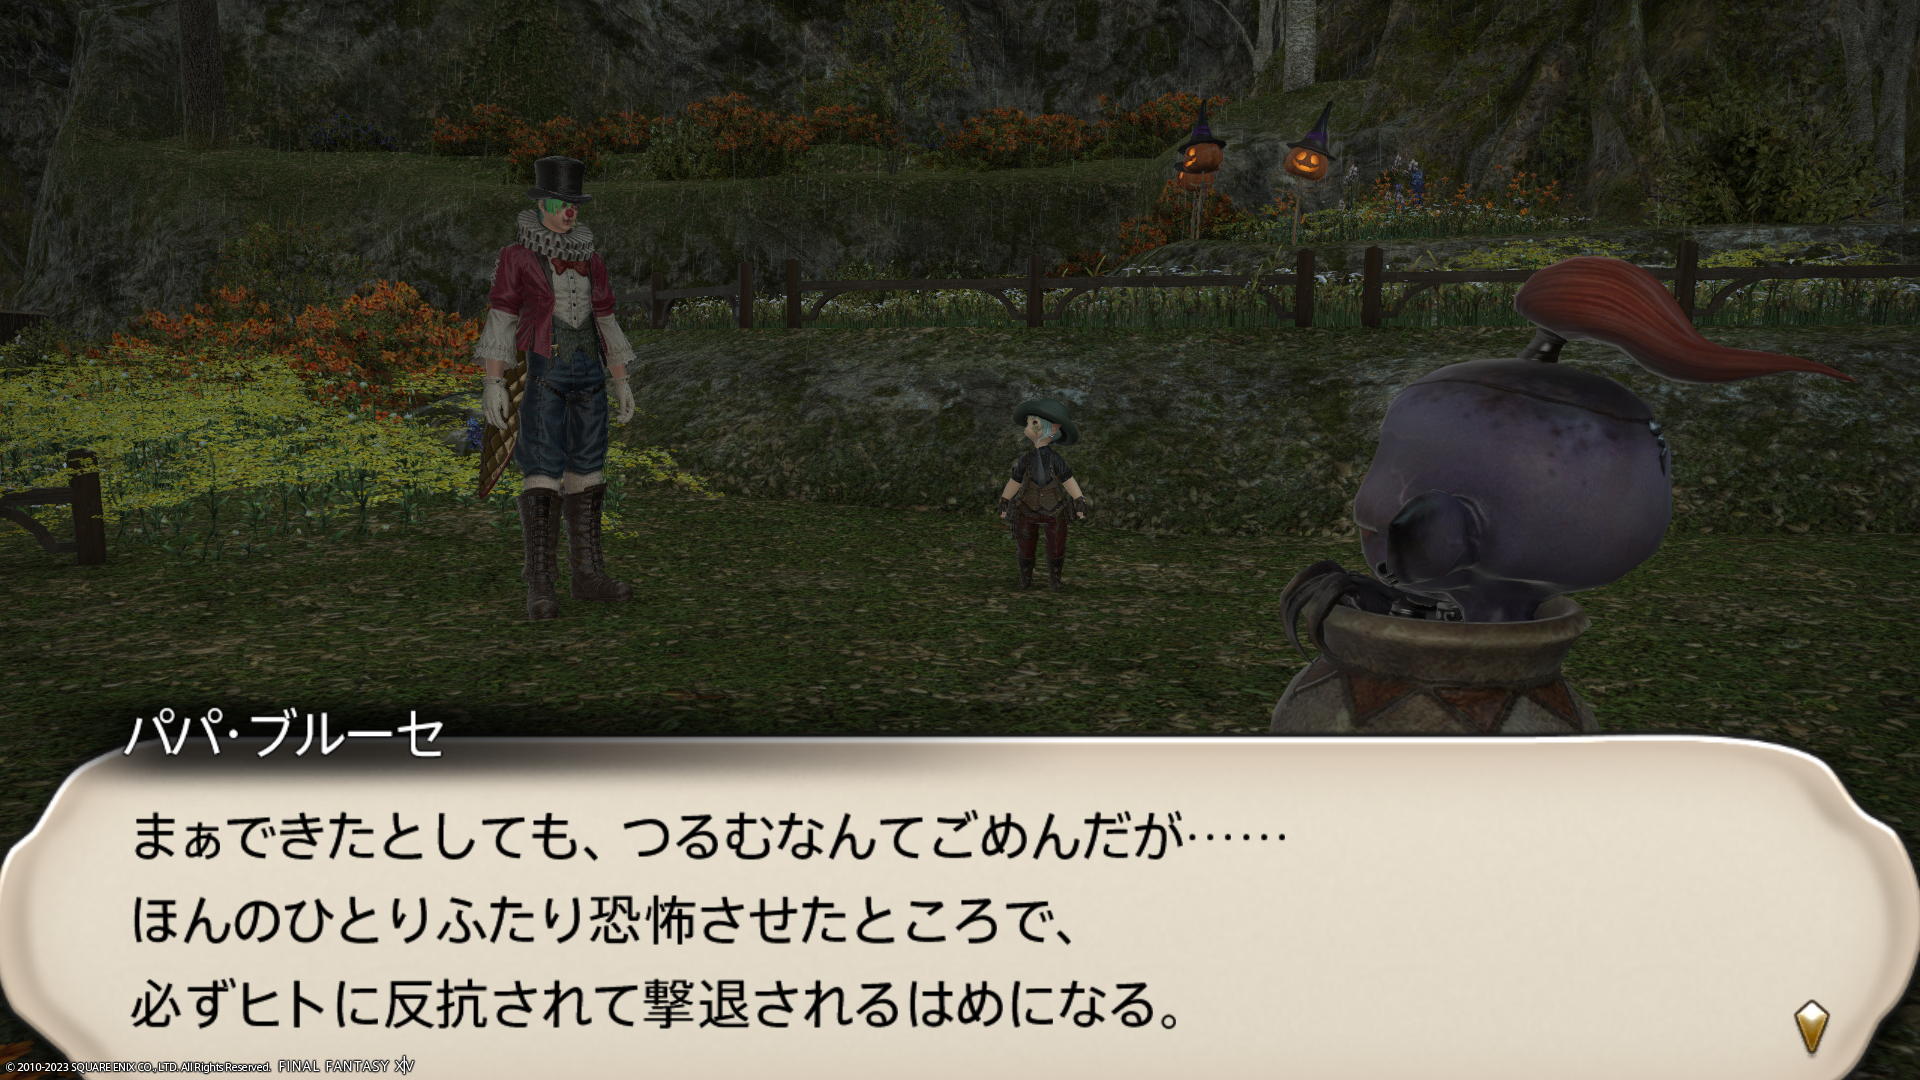 パパ・ブルーセ
まぁできたとしても、つるむなんてごめんだが……
ほんのひとりふたり恐怖させたところで、
必ずヒトに反抗されて撃退されるはめになる。
© 2010-2023 SQUARE ENIX CO., LTD. All Rights Reserved. FINAL FANTASY XIV